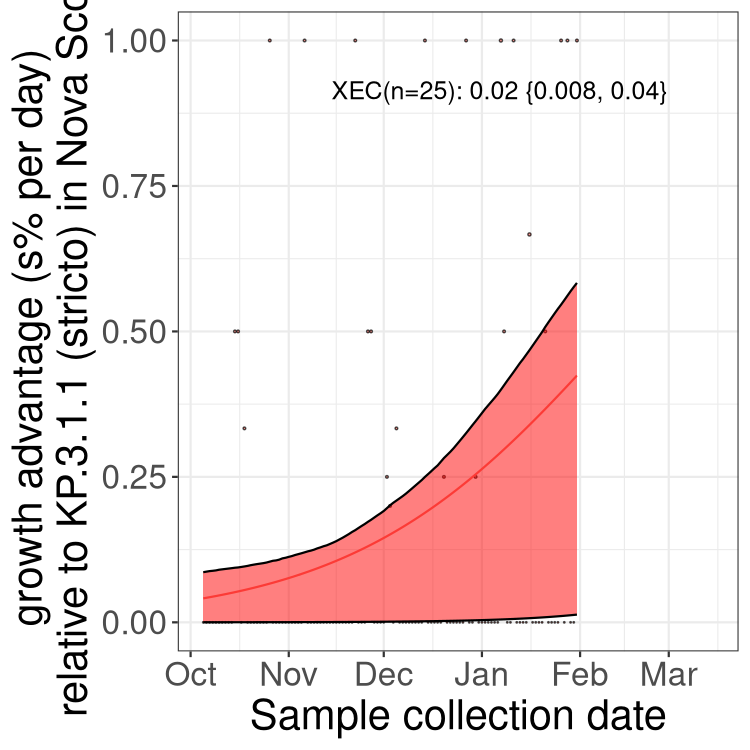 growth advantage (s% per day)
relative to KP.3.1.1 (stricto) in Nova Sco
1.00
0.75
0.50
0.25
0.00
XEC(n=25): 0.02 {0.008, 0.04}
Oct Nov Dec Jan Feb Mar
Sample collection date